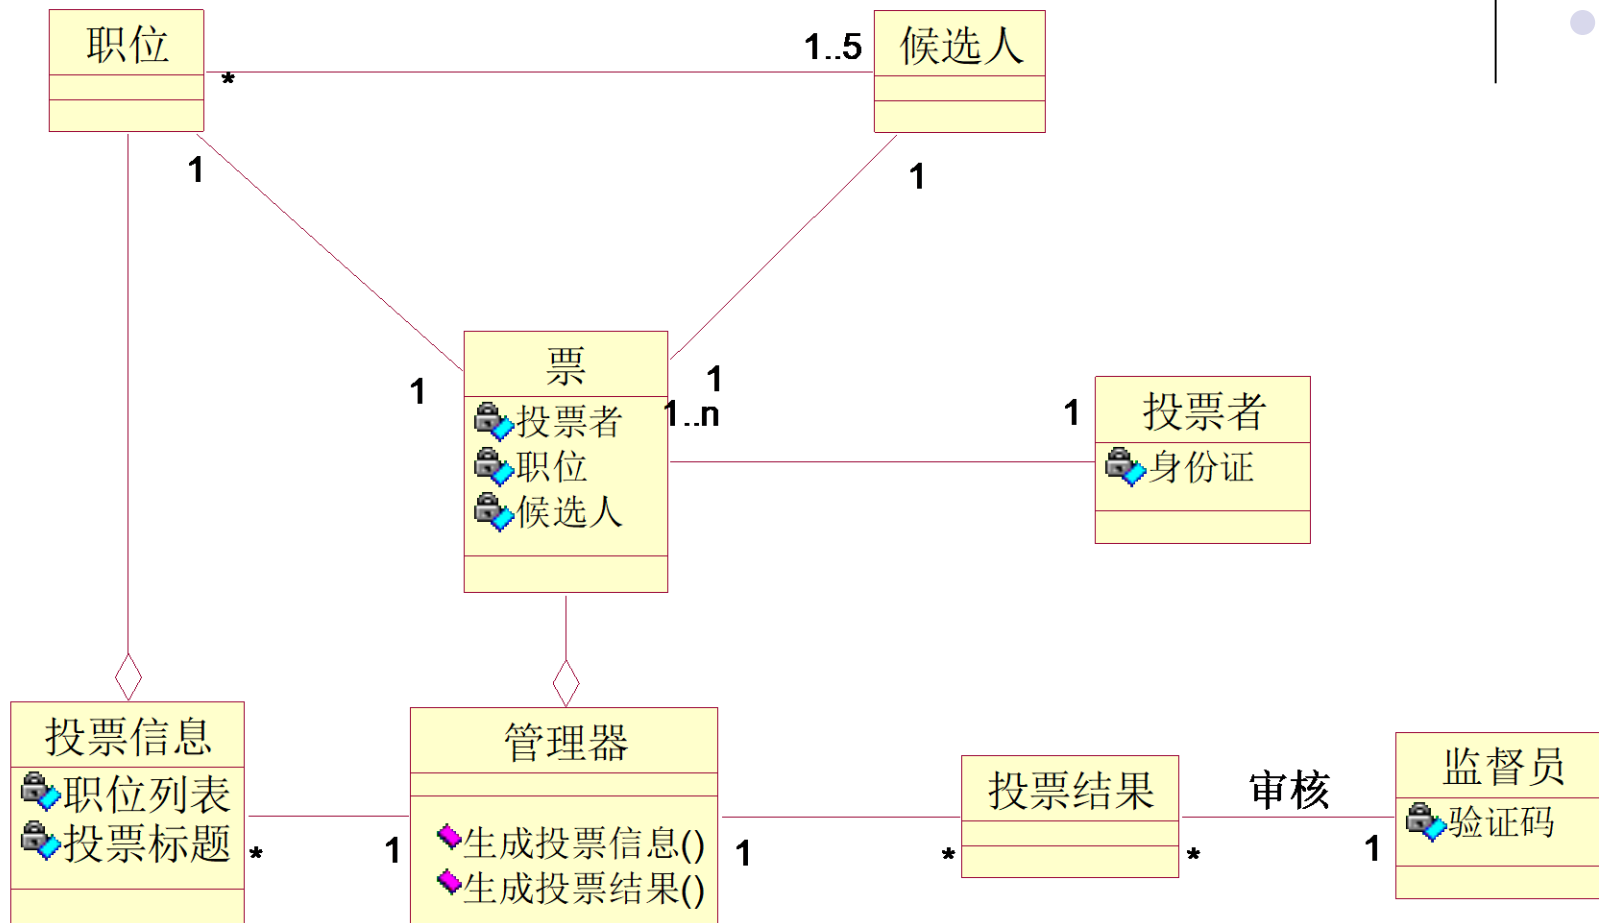 职位
候选人
1..5
*
1
1
票
投票者
职位
候选人
1
1
1..n
1
投票者
身份证
投票信息
职位列表
投票标题
*
1
管理器
生成投票信息()
生成投票结果()
1
*
投票结果
*
审核
1
监督员
验证码